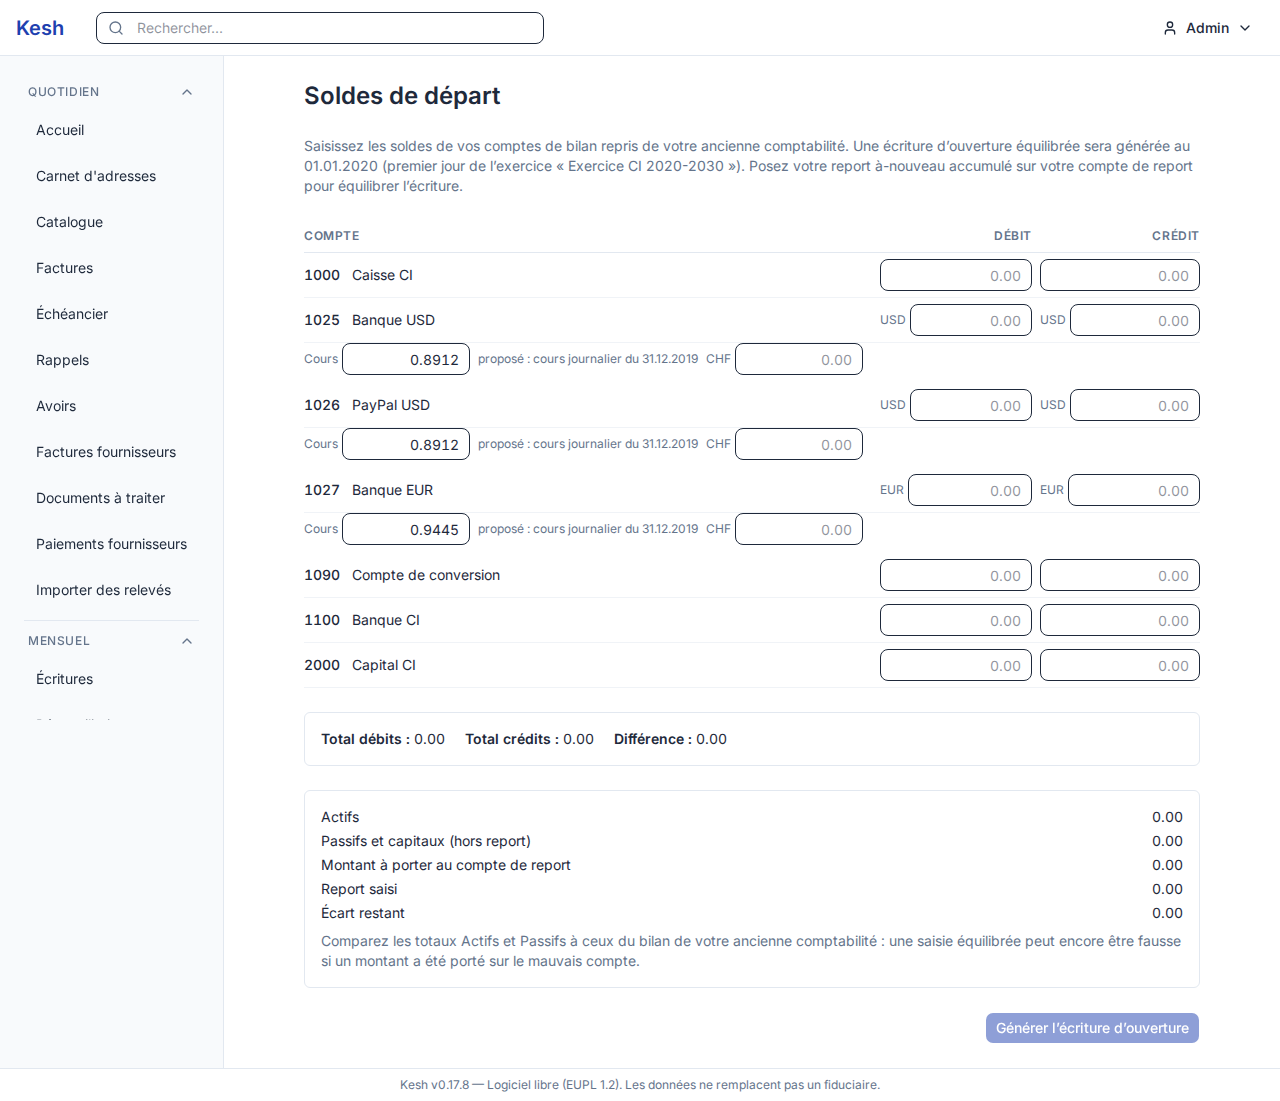 Kesh
Rechercher...
Admin
QUOTIDIEN
Accueil
Carnet d'adresses
Catalogue
Factures
Échéancier
Rappels
Avoirs
Factures fournisseurs
Documents à traiter
Paiements fournisseurs
Importer des relevés
MENSUEL
Écritures
Soldes de départ
Saisissez les soldes de vos comptes de bilan repris de votre ancienne comptabilité. Une écriture d’ouverture équilibrée sera générée au
01.01.2020 (premier jour de l’exercice « Exercice CI 2020-2030 »). Posez votre report à-nouveau accumulé sur votre compte de report
pour équilibrer l’écriture.
COMPTE DÉBIT CRÉDIT
1000 Caisse CI 0.00 0.00
1025 Banque USD USD 0.00 USD 0.00
Cours 0.8912 proposé : cours journalier du 31.12.2019 CHF 0.00
1026 PayPal USD USD 0.00 USD 0.00
Cours 0.8912 proposé : cours journalier du 31.12.2019 CHF 0.00
1027 Banque EUR EUR 0.00 EUR 0.00
Cours 0.9445 proposé : cours journalier du 31.12.2019 CHF 0.00
1090 Compte de conversion 0.00 0.00
1100 Banque CI 0.00 0.00
2000 Capital CI 0.00 0.00
Total débits : 0.00 Total crédits : 0.00 Différence : 0.00
Actifs 0.00
Passifs et capitaux (hors report) 0.00
Montant à porter au compte de report 0.00
Report saisi 0.00
Écart restant 0.00
Comparez les totaux Actifs et Passifs à ceux du bilan de votre ancienne comptabilité : une saisie équilibrée peut encore être fausse
si un montant a été porté sur le mauvais compte.
Générer l’écriture d’ouverture
Kesh v0.17.8 — Logiciel libre (EUPL 1.2). Les données ne remplacent pas un fiduciaire.